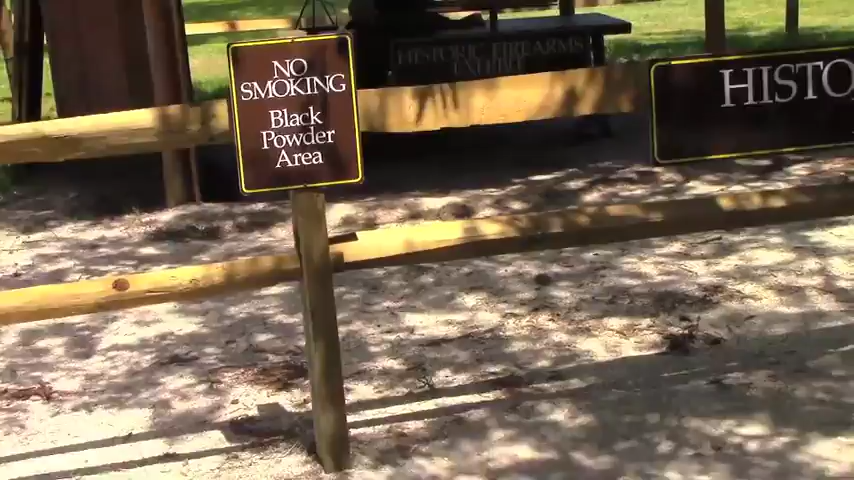 HISTORIC FIREARMS
EXHIBIT
NO
SMOKING
Black
Powder
Area
HISTO